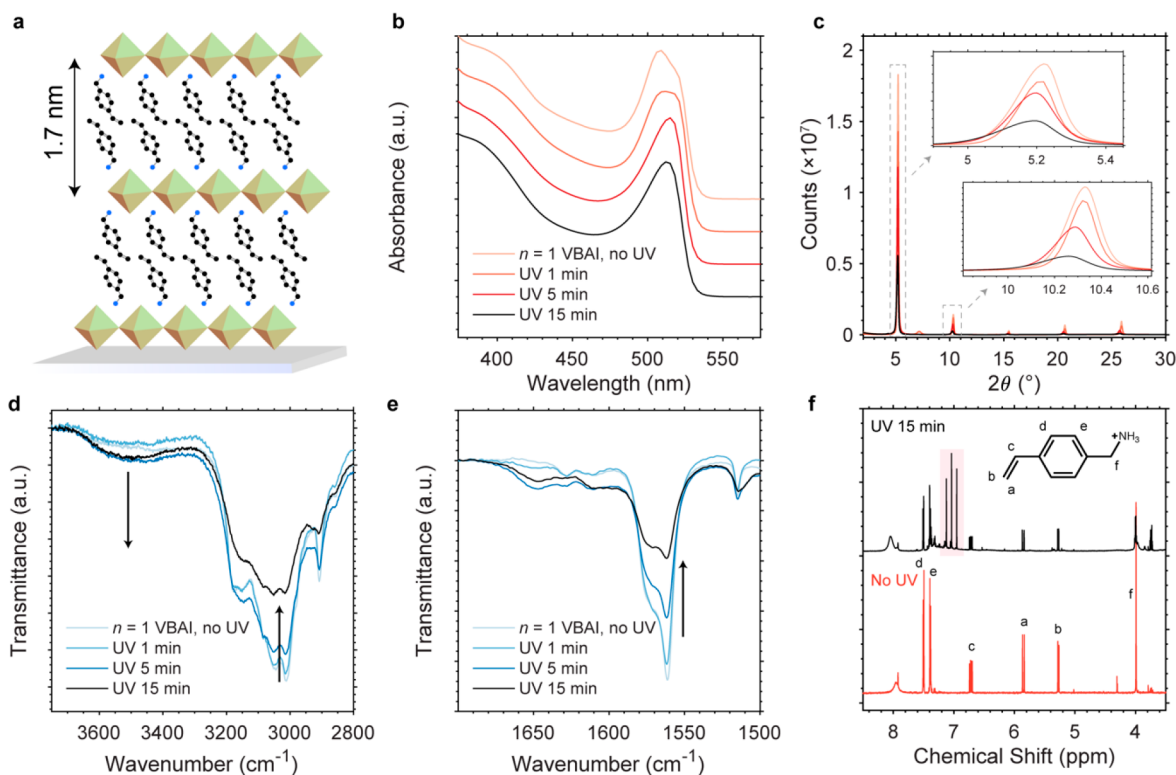 a
1.7 nm
b
Absorbance (a.u.)
n = 1 VBAI, no UV
UV 1 min
UV 5 min
UV 15 min
400
450
500
550
Wavelength (nm)
c
Counts (×10⁷)
2
1.5
1
0.5
0
5
5.2
5.4
10
10.2
10.4
10.6
5
10
15
20
25
30
2θ (°)
d
Transmittance (a.u.)
n = 1 VBAI, no UV
UV 1 min
UV 5 min
UV 15 min
3600
3400
3200
3000
2800
Wavenumber (cm⁻¹)
e
Transmittance (a.u.)
n = 1 VBAI, no UV
UV 1 min
UV 5 min
UV 15 min
1650
1600
1550
1500
Wavenumber (cm⁻¹)
f
UV 15 min
d
e
c
b
a
+NH₃
f
No UV
d
e
c
a
b
f
8
7
6
5
4
Chemical Shift (ppm)